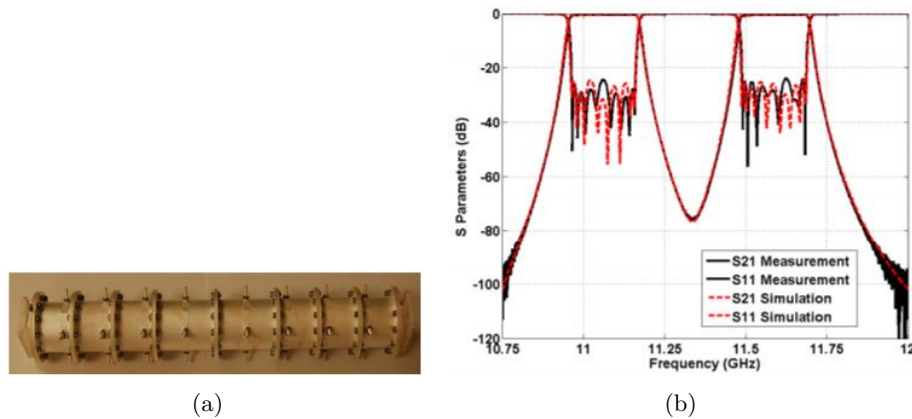 0
-20
-40
-60
-80
-100
-120
S Parameters (dB)
S21 Measurement
S11 Measurement
S21 Simulation
S11 Simulation
10.75 11 11.25 11.5 11.75 12
Frequency (GHz)
(a) (b)